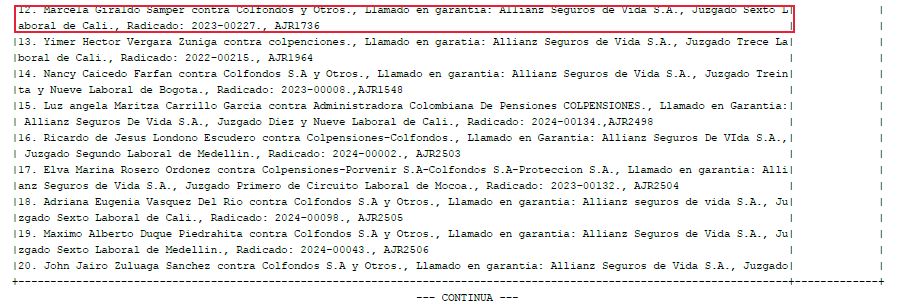 12. Marcela Giraldo Samper contra Colfondos y Otros., Llamado en garantia: Allianz Seguros de Vida S.A., Juzgado Sexto L|
|aboral de Cali., Radicado: 2023-00227., AJR1736
|13. Yimer Hector Vergara Zuniga contra colpenciones., Llamado en garatia: Allianz Seguros de Vida S.A., Juzgado Trece La|
|boral de Cali., Radicado: 2022-00215., AJR1964
|14. Nancy Caicedo Farfan contra Colfondos S.A y Otros., Llamado en garantia: Allianz Seguros de Vida S.A., Juzgado Trein|
|ta y Nueve Laboral de Bogota., Radicado: 2023-00008.,AJR1548
|15. Luz angela Maritza Carrillo Garcia contra Administradora Colombiana De Pensiones COLPENSIONES., Llamado en Garantia:|
| Allianz Seguros De Vida S.A., Juzgado Diez y Nueve Laboral de Cali., Radicado: 2024-00134.,AJR2498
|16. Ricardo de Jesus Londono Escudero contra Colpensiones-Colfondos., Llamado en Garantia: Allianz Seguros De VIda S.A.,|
| Juzgado Segundo Laboral de Medellin., Radicado: 2024-00002., AJR2503
|17. Elva Marina Rosero Ordonez contra Colpensiones-Porvenir S.A-Colfondos S.A-Proteccion S.A., Llamado en garantia: Alli|
|anz Seguros de Vida S.A., Juzgado Primero de Circuito Laboral de Mocoa., Radicado: 2023-00132., AJR2504
|18. Adriana Eugenia Vasquez Del Rio contra Colfondos S.A y Otros., Llamado en garantia: Allianz seguros de vida S.A., Ju|
|zgado Sexto Laboral de Cali., Radicado: 2024-00098., AJR2505
|19. Maximo Alberto Duque Piedrahita contra Colfondos S.A y Otros., Llamado en garantia: Allianz Seguros de Vida S.A., Ju|
|zgado Sexto Laboral de Medellin., Radicado: 2024-00043., AJR2506
|20. John Jairo Zuluaga Sanchez contra Colfondos S.A y Otros., Llamado en garantia: Allianz Seguros de Vida S.A., Juzgado|
--- CONTINUA ---